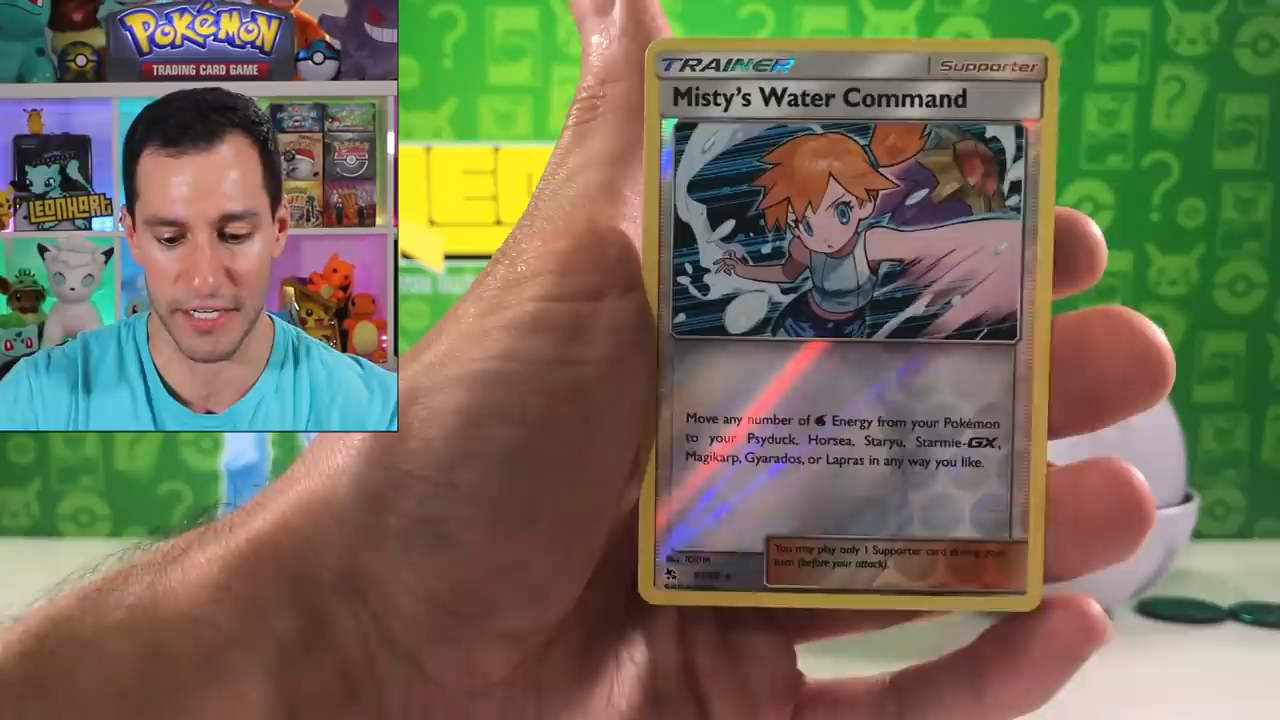 POKÉMON
TRADING CARD GAME
LEONHART
LEO
TRAINER
Supporter
Misty's Water Command
Move any number of Energy from your Pokémon
to your Psyduck, Horsea, Staryu, Starmie-GX,
Magikarp, Gyarados, or Lapras in any way you like.
You may play only 1 Supporter card during your
turn (before your attack).